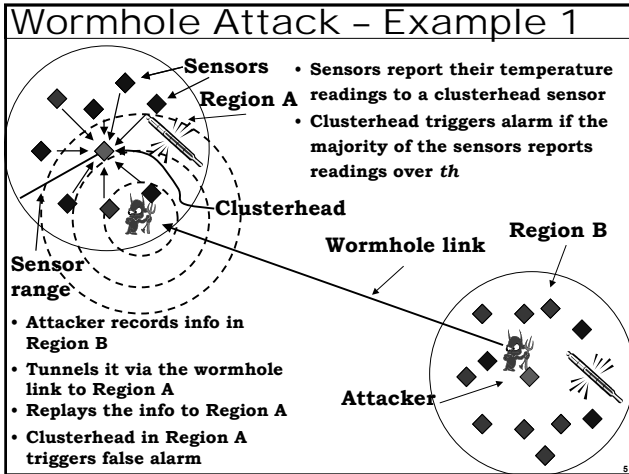 Wormhole Attack – Example 1
Sensors
Region A
• Sensors report their temperature
readings to a clusterhead sensor
• Clusterhead triggers alarm if the
majority of the sensors reports
readings over th
Clusterhead
Sensor
range
Wormhole link
Region B
Attacker
• Attacker records info in
Region B
• Tunnels it via the wormhole
link to Region A
• Replays the info to Region A
• Clusterhead in Region A
triggers false alarm
5